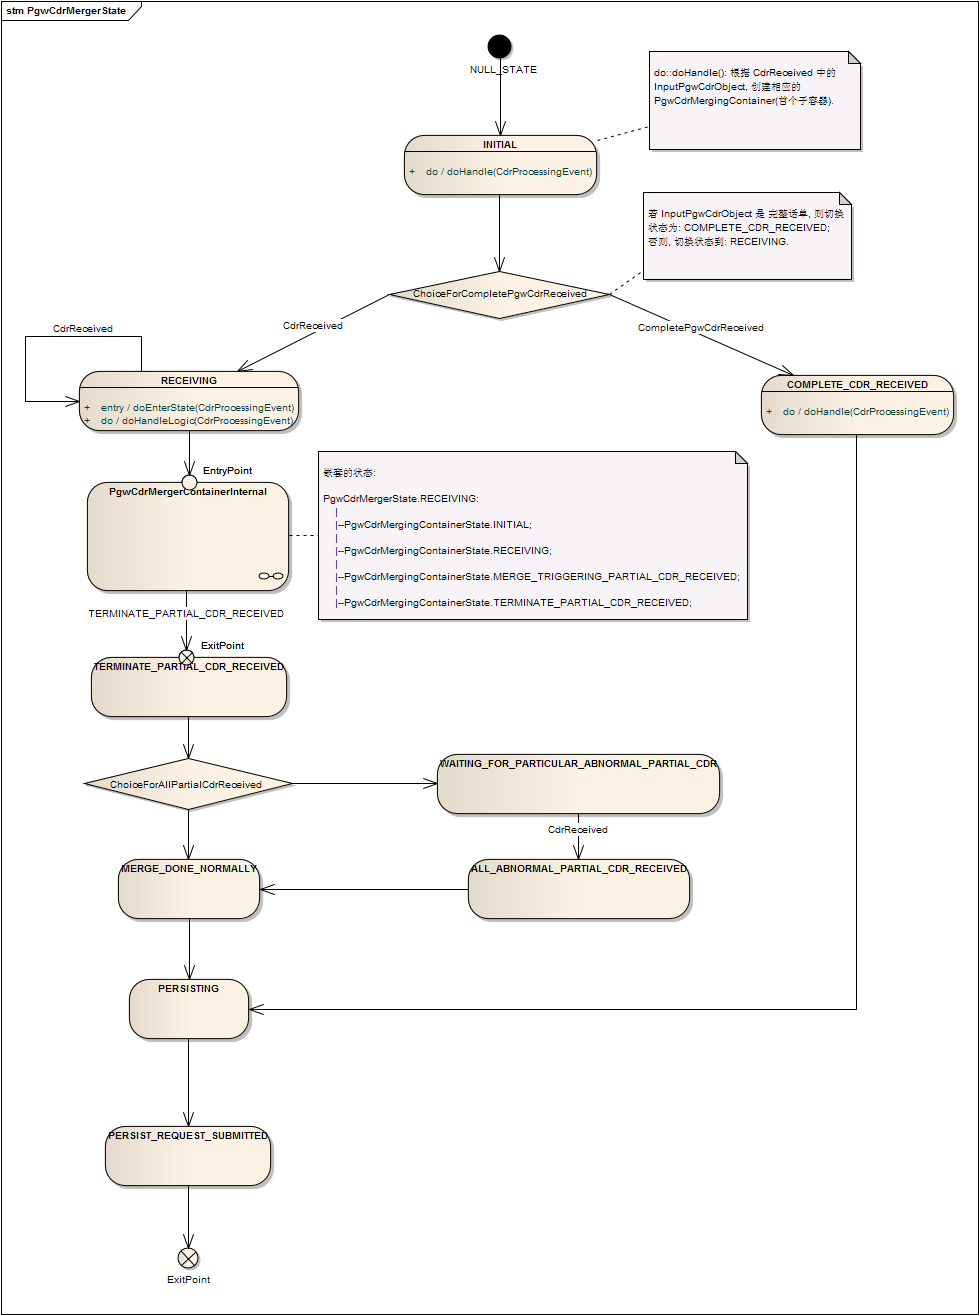 stm PgwCdrMergerState
NULL_STATE
do::doHandle(): 根据 CdrReceived 中的
InputPgwCdrObject, 创建相应的
PgwCdrMergingContainer(首个子容器).
INITIAL
+ do / doHandle(CdrProcessingEvent)
若 InputPgwCdrObject 是 完整话单, 则切换
状态为: COMPLETE_CDR_RECEIVED;
否则, 切换状态到: RECEIVING.
ChoiceForCompletePgwCdrReceived
CdrReceived
CompletePgwCdrReceived
CdrReceived
RECEIVING
+ entry / doEnterState(CdrProcessingEvent)
+ do / doHandleLogic(CdrProcessingEvent)
COMPLETE_CDR_RECEIVED
+ do / doHandle(CdrProcessingEvent)
EntryPoint
PgwCdrMergerContainerInternal
嵌套的状态:
PgwCdrMergerState.RECEIVING:
|
|--PgwCdrMergingContainerState.INITIAL;
|
|--PgwCdrMergingContainerState.RECEIVING;
|
|--PgwCdrMergingContainerState.MERGE_TRIGGERING_PARTIAL_CDR_RECEIVED;
|
|--PgwCdrMergingContainerState.TERMINATE_PARTIAL_CDR_RECEIVED;
TERMINATE_PARTIAL_CDR_RECEIVED
ExitPoint
TERMINATE_PARTIAL_CDR_RECEIVED
ChoiceForAllPartialCdrReceived
WAITING_FOR_PARTICULAR_ABNORMAL_PARTIAL_CDR
CdrReceived
MERGE_DONE_NORMALLY
ALL_ABNORMAL_PARTIAL_CDR_RECEIVED
PERSISTING
PERSIST_REQUEST_SUBMITTED
ExitPoint